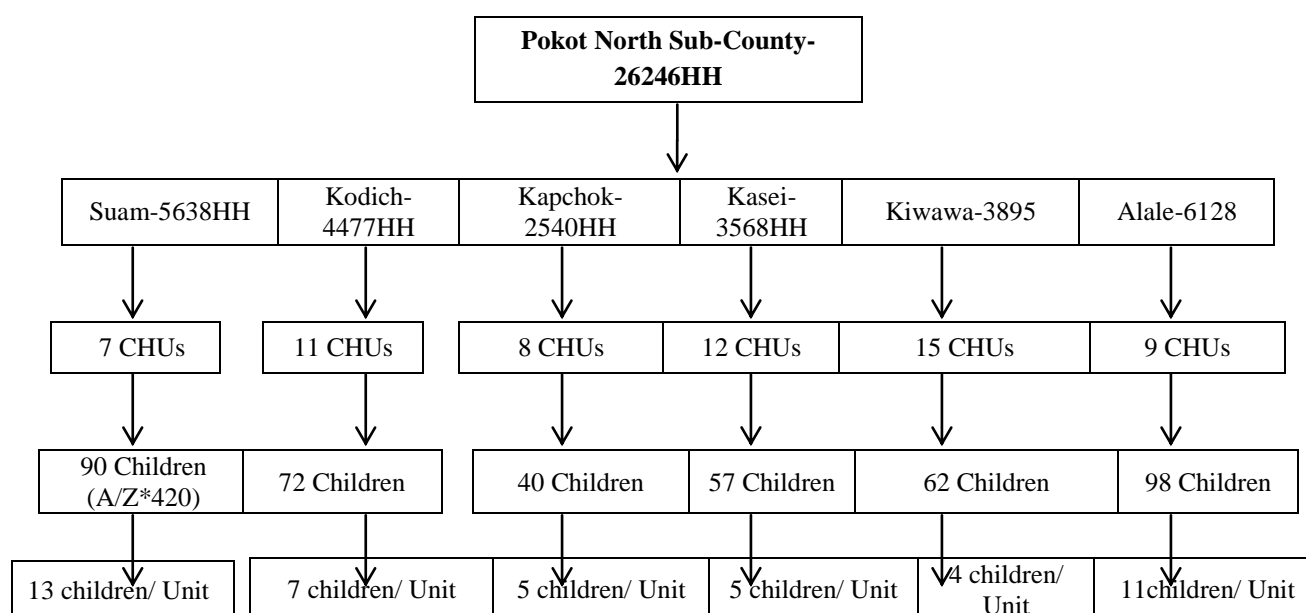 Pokot North Sub-County-
26246HH
Suam-5638HH
Kodich-
4477HH
Kapchok-
2540HH
Kasei-
3568HH
Kiwawa-3895
Alale-6128
7 CHUs
11 CHUs
8 CHUs
12 CHUs
15 CHUs
9 CHUs
90 Children
(A/Z*420)
72 Children
40 Children
57 Children
62 Children
98 Children
13 children/ Unit
7 children/ Unit
5 children/ Unit
5 children/ Unit
4 children/
Unit
11children/ Unit